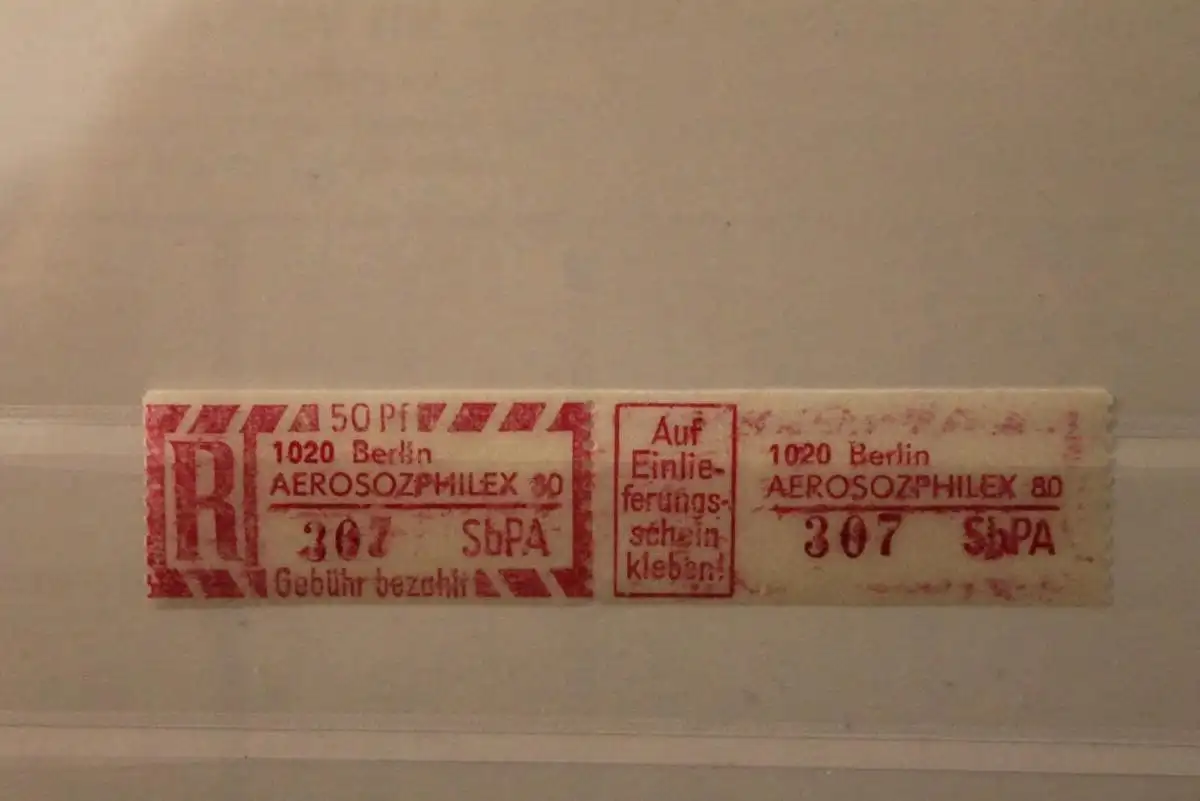 50 Pf
R
1020 Berlin
AEROSOZPHILEX 80
307 SbPA
Gebühr bezahlt
Auf
Einlie-
ferungs-
schein
kleben!
1020 Berlin
AEROSOZPHILEX 80
307 SbPA